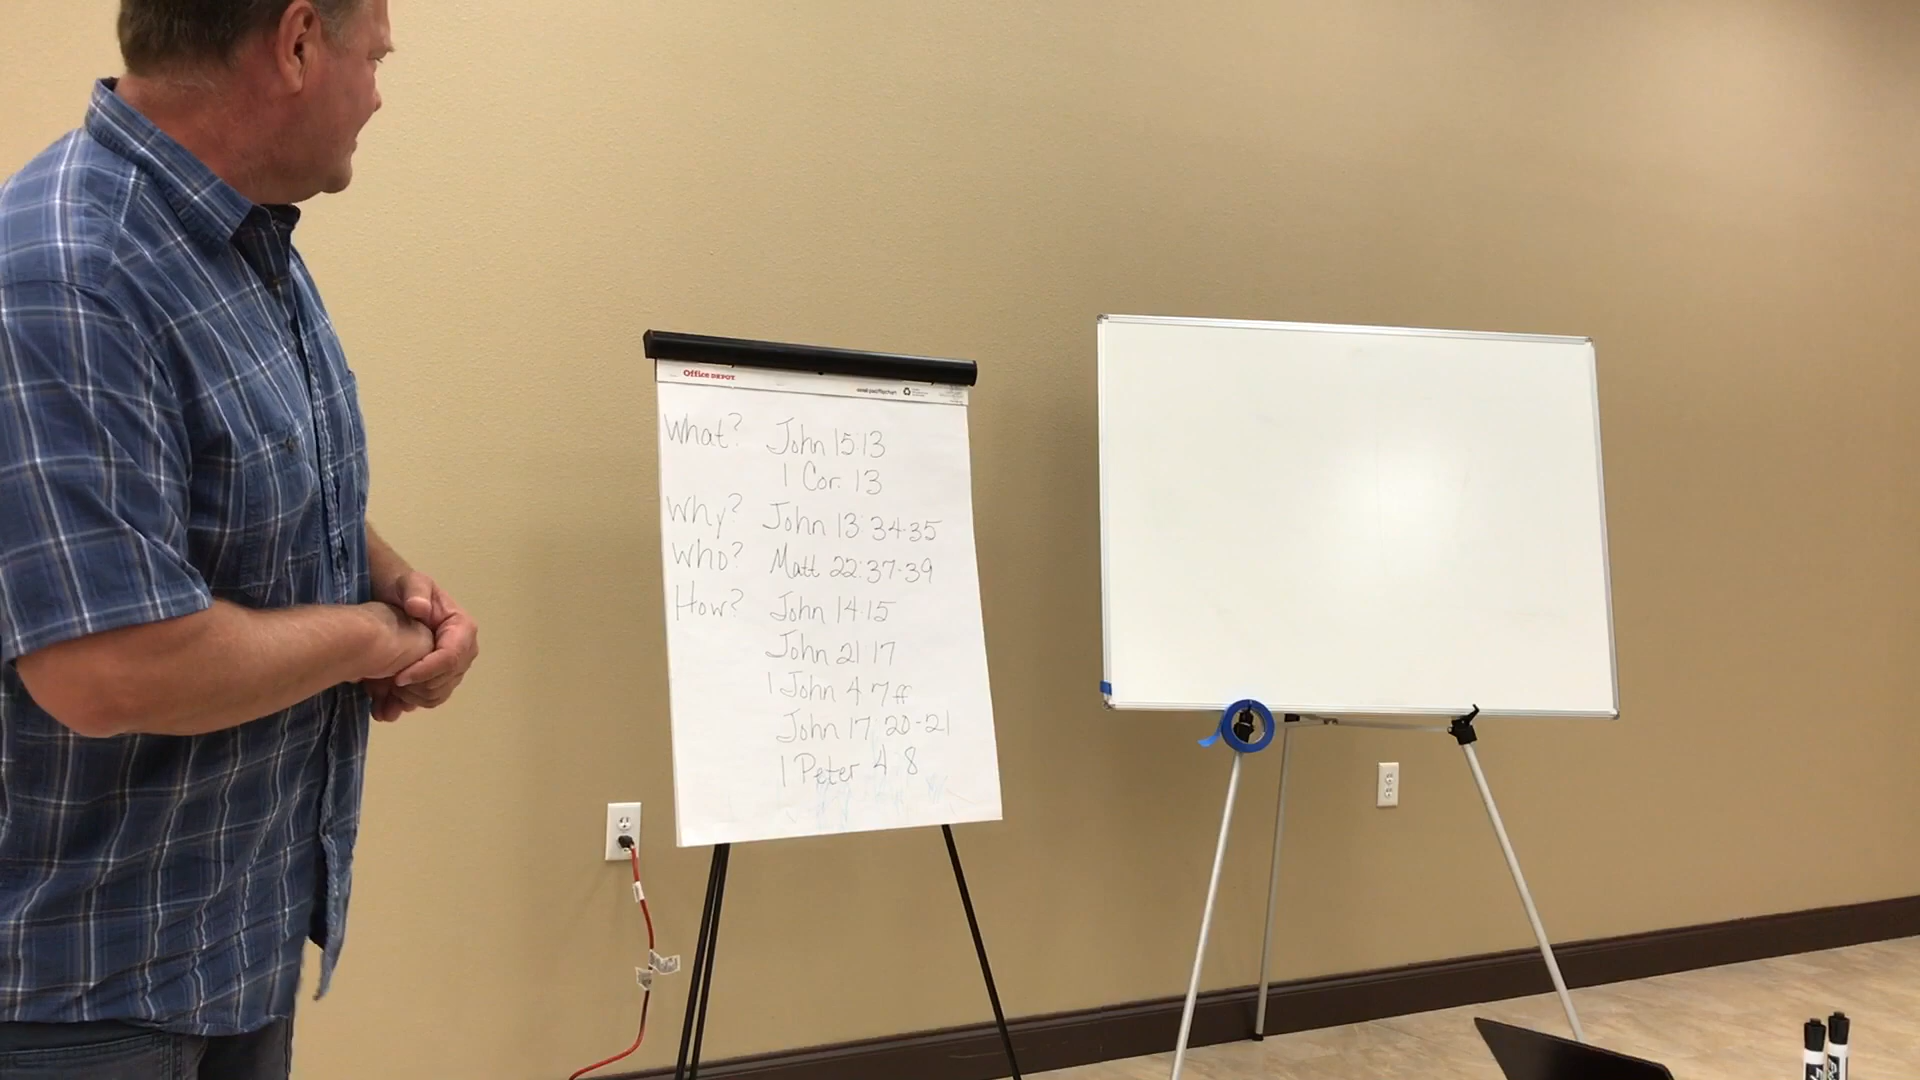 Office DEPOT
What? John 15:13
1 Cor. 13
Why? John 13:34-35
Who? Matt 22:37-39
How? John 14:15
John 21:17
1 John 4:7ff
John 17:20-21
1 Peter 4:8